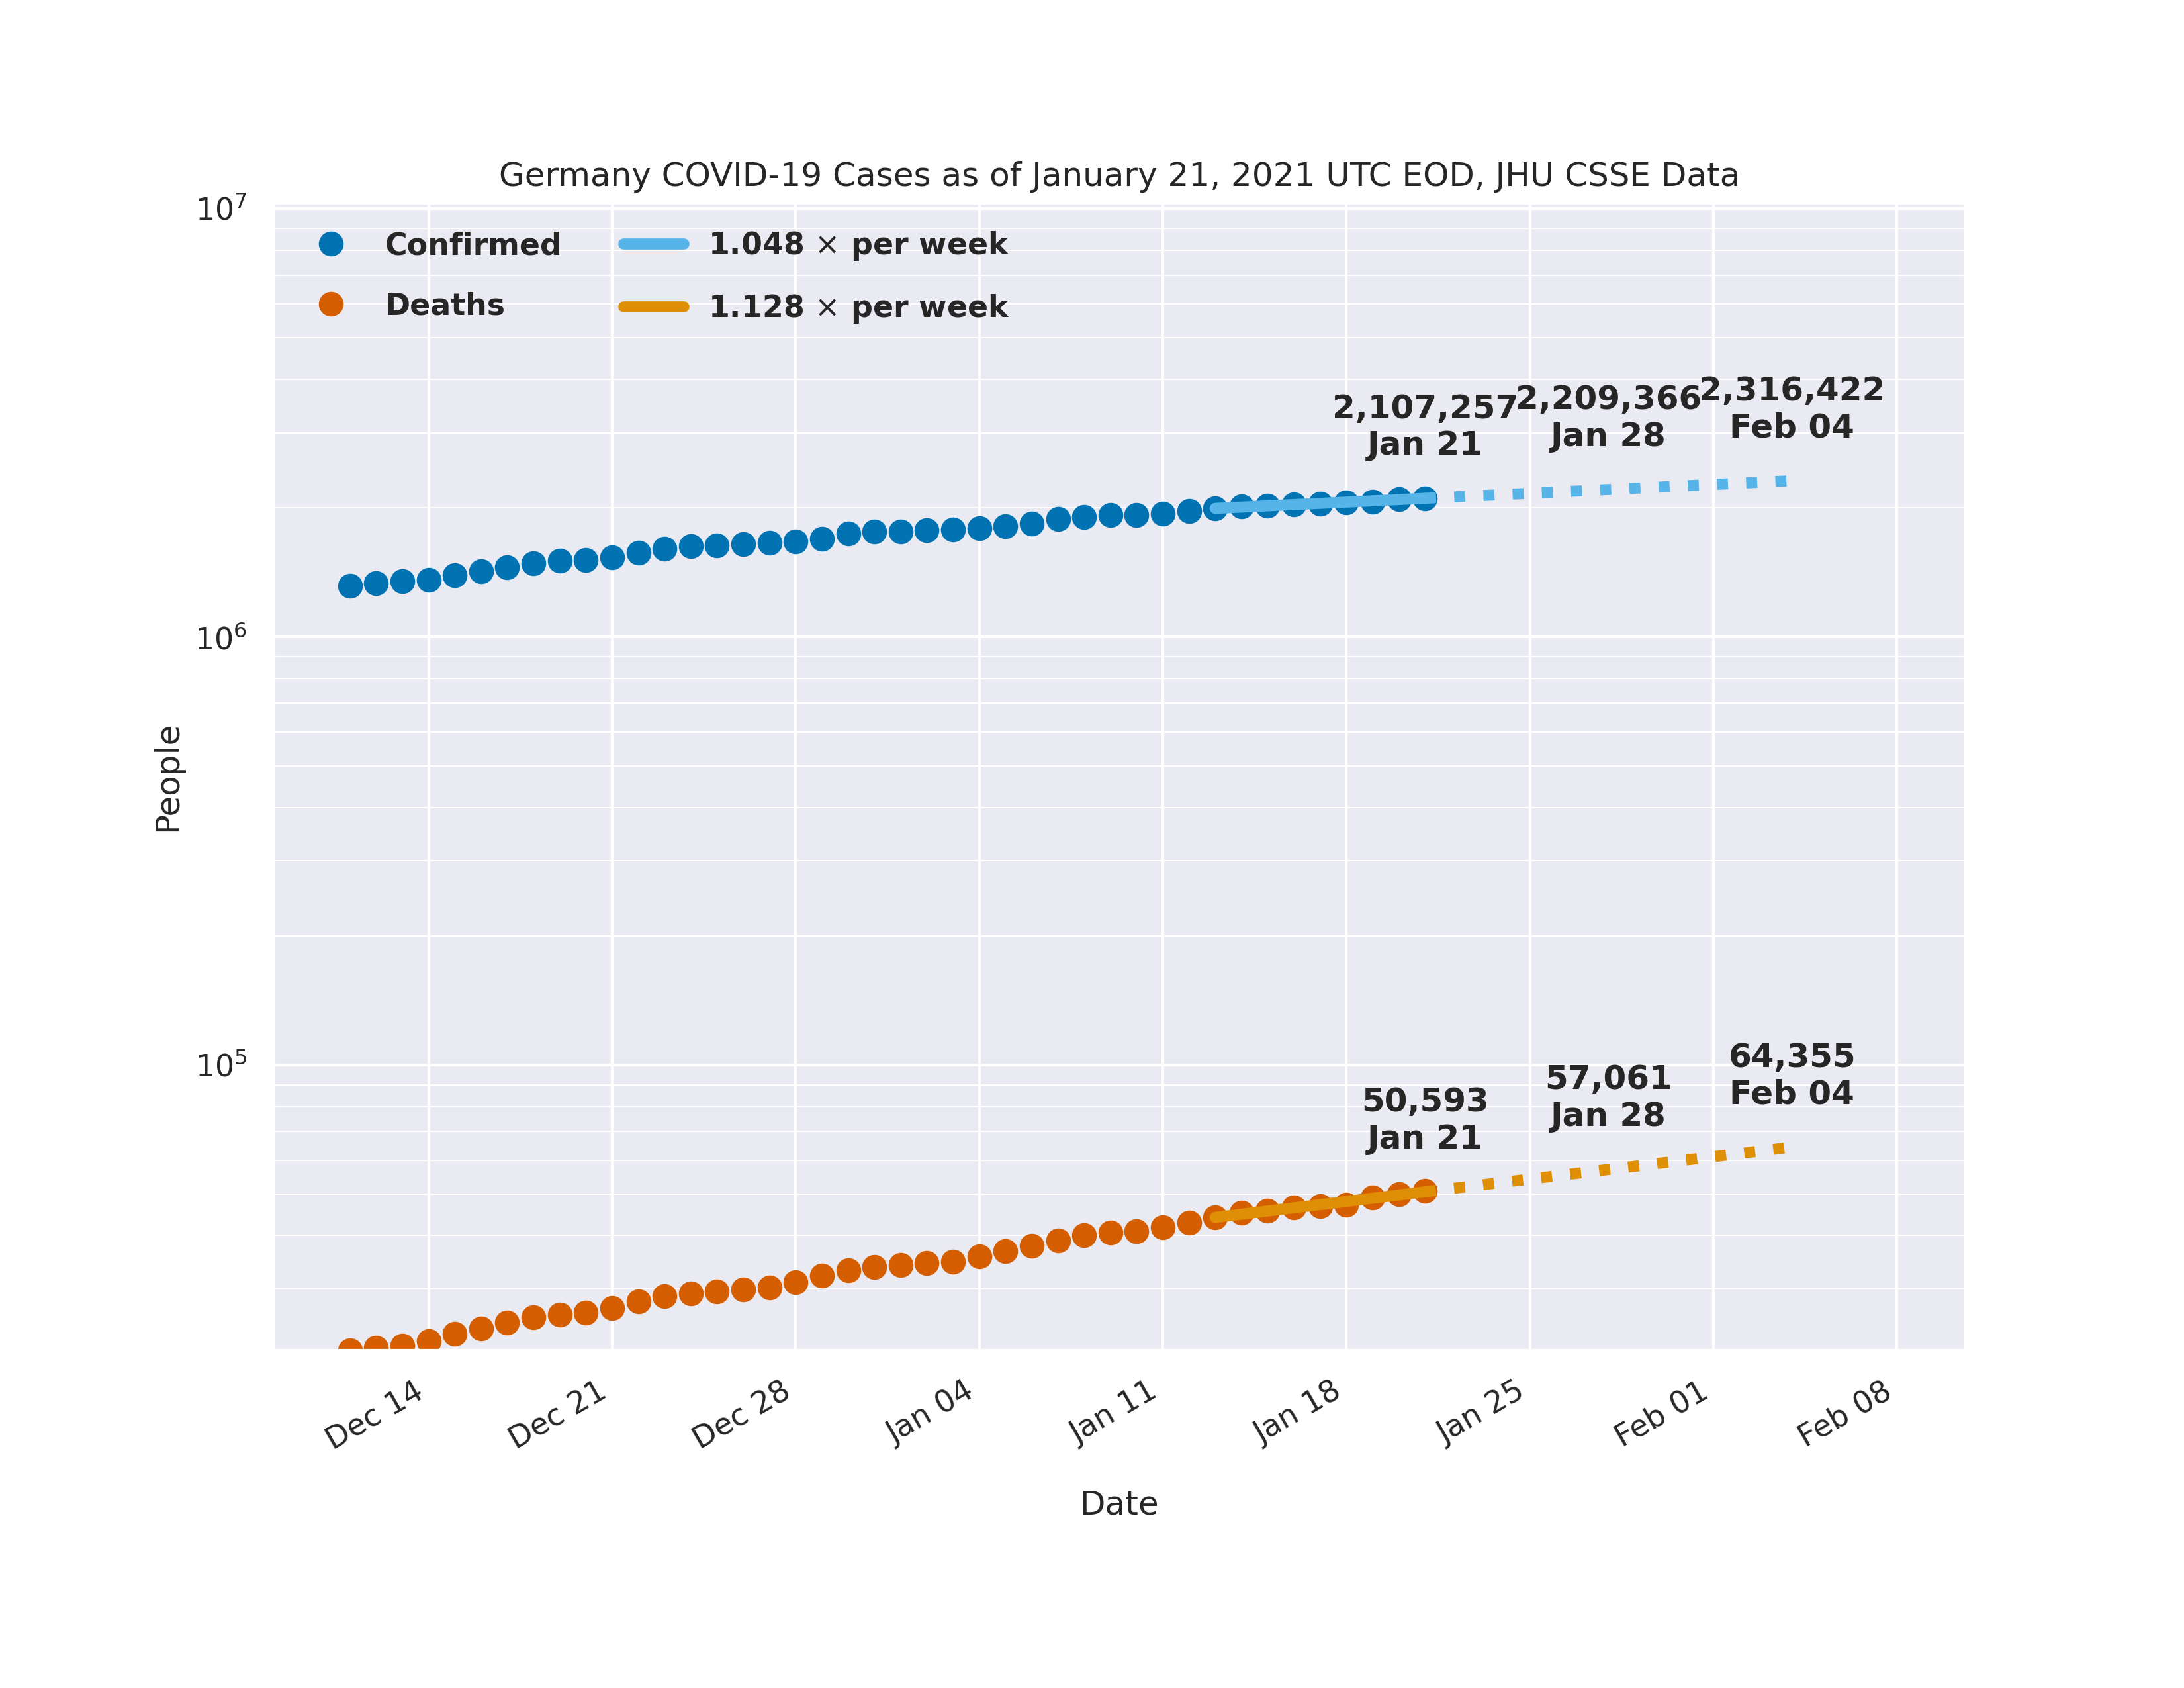 Germany COVID-19 Cases as of January 21, 2021 UTC EOD, JHU CSSE Data
10⁷
Confirmed
1.048 × per week
Deaths
1.128 × per week
2,107,257
Jan 21
2,209,366
Jan 28
2,316,422
Feb 04
10⁶
People
10⁵
50,593
Jan 21
57,061
Jan 28
64,355
Feb 04
Dec 14
Dec 21
Dec 28
Jan 04
Jan 11
Jan 18
Jan 25
Feb 01
Feb 08
Date